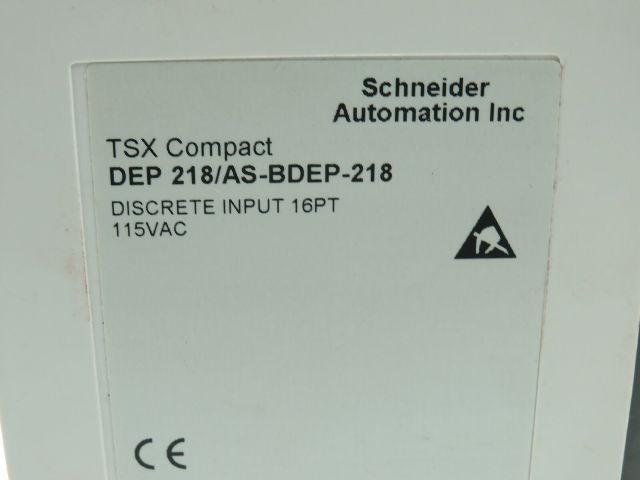 Schneider
Automation Inc
TSX Compact
DEP 218/AS-BDEP-218
DISCRETE INPUT 16PT
115VAC
CE